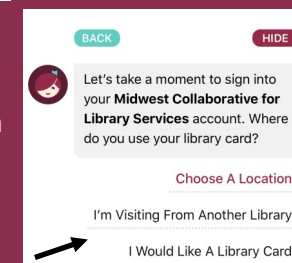 BACK
HIDE
Let's take a moment to sign into
your Midwest Collaborative for
Library Services account. Where
do you use your library card?
Choose A Location
I'm Visiting From Another Library
I Would Like A Library Card